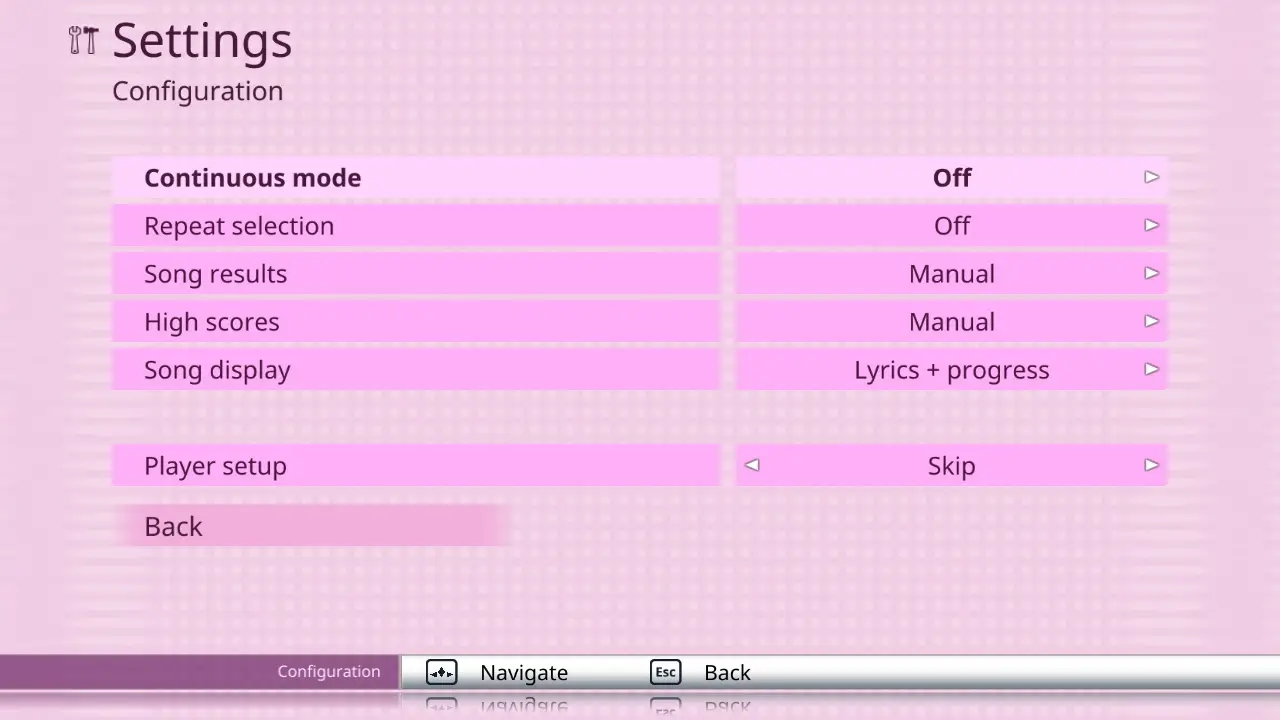 Settings
Configuration
Continuous mode Off
Repeat selection Off
Song results Manual
High scores Manual
Song display Lyrics + progress
Player setup Skip
Back
Configuration Navigate Esc Back